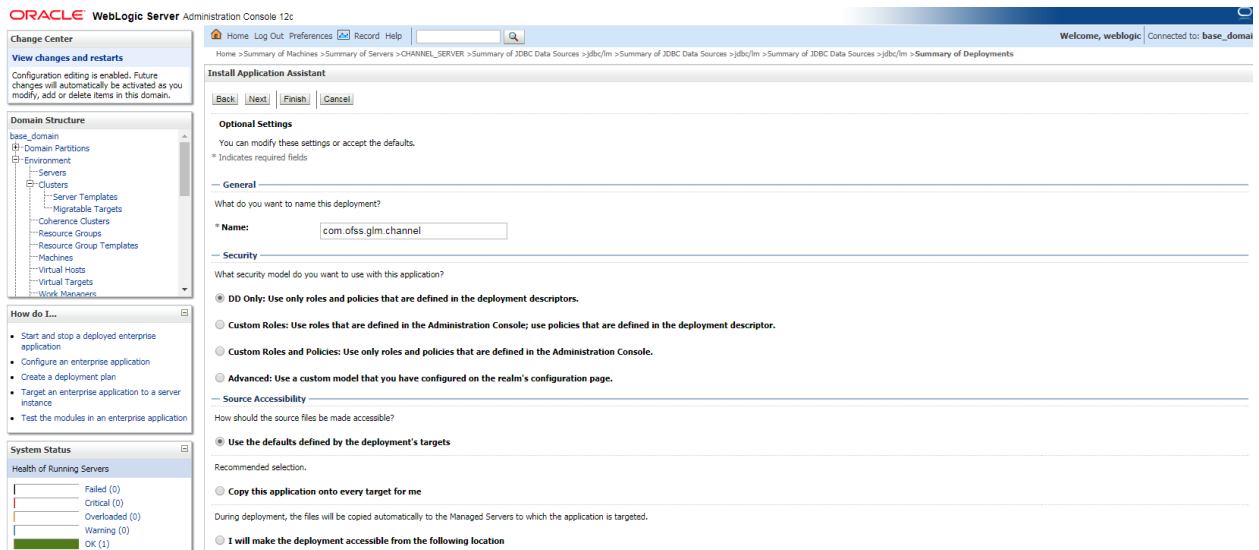 ORACLE WebLogic Server Administration Console 12c
Change Center
View changes and restarts
Configuration editing is enabled. Future
changes will automatically be activated as you
modify, add or delete items in this domain.
Domain Structure
base_domain
Domain Partitions
Environment
Servers
Clusters
Server Templates
Migratable Targets
Coherence Clusters
Resource Groups
Resource Group Templates
Machines
Virtual Hosts
Virtual Targets
Work Managers
How do I...
Start and stop a deployed enterprise
application
Configure an enterprise application
Create a deployment plan
Target an enterprise application to a server
instance
Test the modules in an enterprise application
System Status
Health of Running Servers
Failed (0)
Critical (0)
Overloaded (0)
Warning (0)
OK (1)
Home Log Out Preferences Record Help
Welcome, weblogic Connected to: base_domai
Home >Summary of Machines >Summary of Servers >CHANNEL_SERVER >Summary of JDBC Data Sources >jdbc/lm >Summary of JDBC Data Sources >jdbc/lm >Summary of JDBC Data Sources >jdbc/lm >Summary of Deployments
Install Application Assistant
Back Next Finish Cancel
Optional Settings
You can modify these settings or accept the defaults.
* Indicates required fields
General
What do you want to name this deployment?
* Name: com.ofss.glm.channel
Security
What security model do you want to use with this application?
DD Only: Use only roles and policies that are defined in the deployment descriptors.
Custom Roles: Use roles that are defined in the Administration Console; use policies that are defined in the deployment descriptor.
Custom Roles and Policies: Use only roles and policies that are defined in the Administration Console.
Advanced: Use a custom model that you have configured on the realm's configuration page.
Source Accessibility
How should the source files be made accessible?
Use the defaults defined by the deployment's targets
Recommended selection.
Copy this application onto every target for me
During deployment, the files will be copied automatically to the Managed Servers to which the application is targeted.
I will make the deployment accessible from the following location